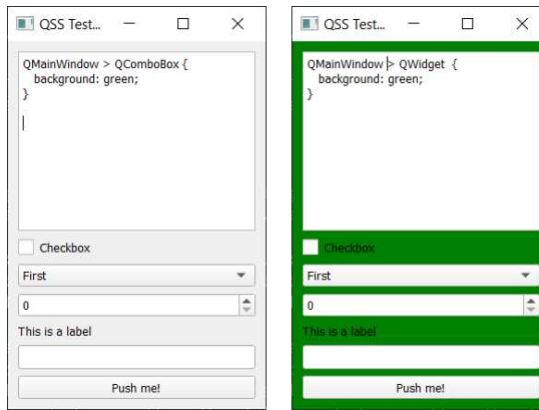 QSS Test...
QMainWindow > QComboBox {
background: green;
}
Checkbox
First
0
This is a label
Push me!
QSS Test...
QMainWindow > QWidget {
background: green;
}
Checkbox
First
0
This is a label
Push me!